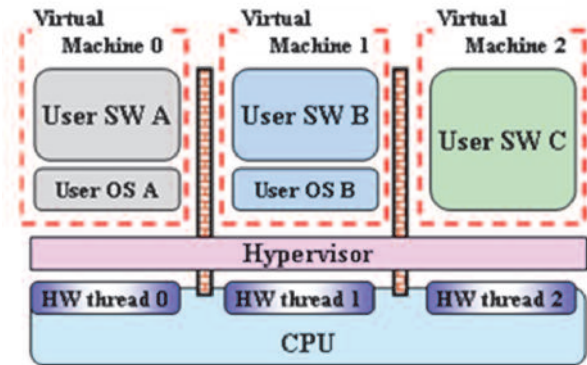 Virtual
Machine 0
Virtual
Machine 1
Virtual
Machine 2
User SW A
User SW B
User SW C
User OS A
User OS B
Hypervisor
HW thread 0
HW thread 1
HW thread 2
CPU